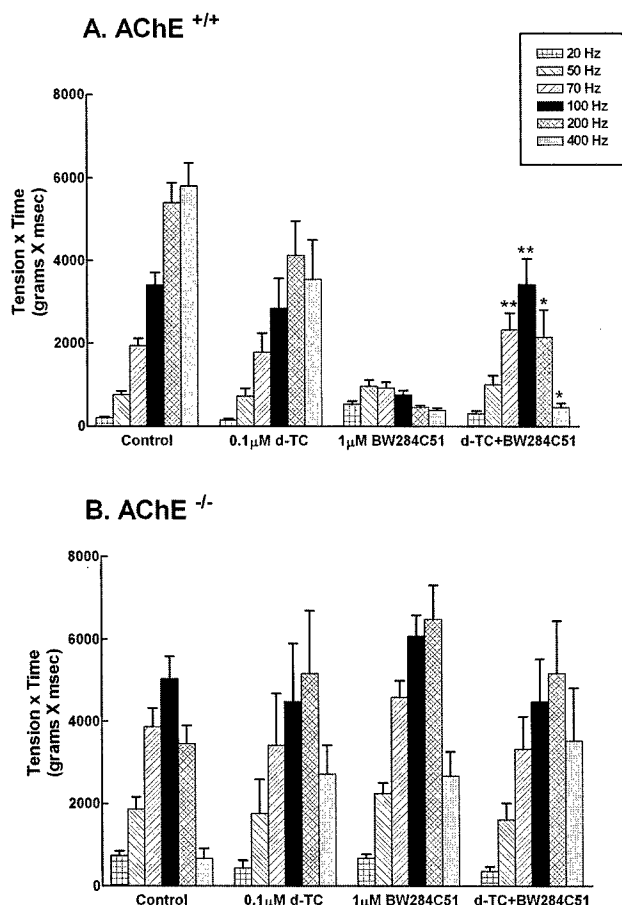 A. AChE +/+
20 Hz
50 Hz
70 Hz
100 Hz
200 Hz
400 Hz
Tension x Time
(grams X msec)
8000
6000
4000
2000
0
** ** * *
Control 0.1µM d-TC 1µM BW284C51 d-TC+BW284C51
B. AChE -/-
Tension x Time
(grams X msec)
8000
6000
4000
2000
0
Control 0.1µM d-TC 1µM BW284C51 d-TC+BW284C51